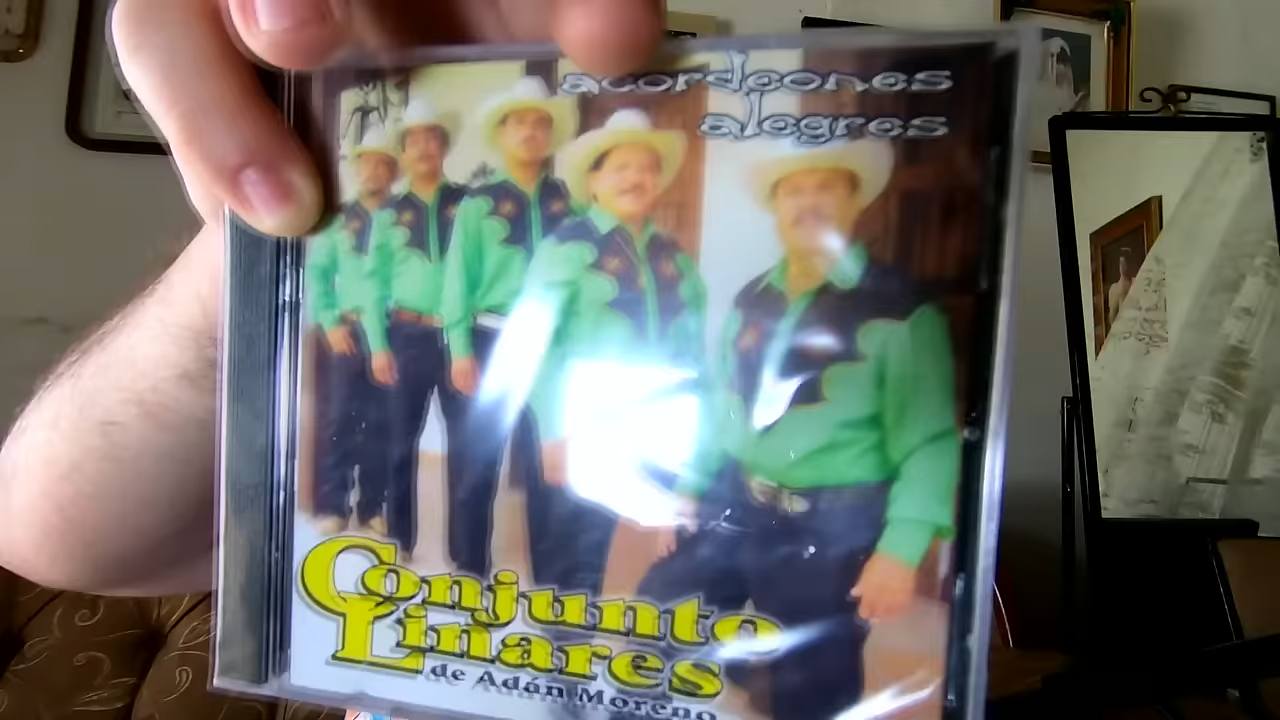 acordeones
alegres
Conjunto
Linares
de Adán Moreno